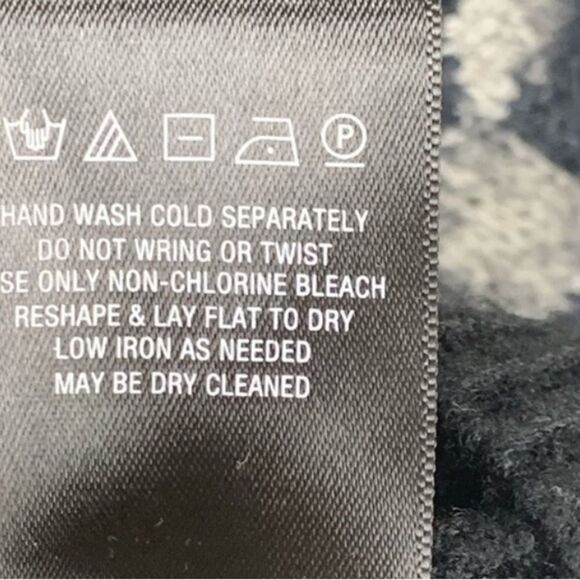 P
HAND WASH COLD SEPARATELY
DO NOT WRING OR TWIST
SE ONLY NON-CHLORINE BLEACH
RESHAPE & LAY FLAT TO DRY
LOW IRON AS NEEDED
MAY BE DRY CLEANED